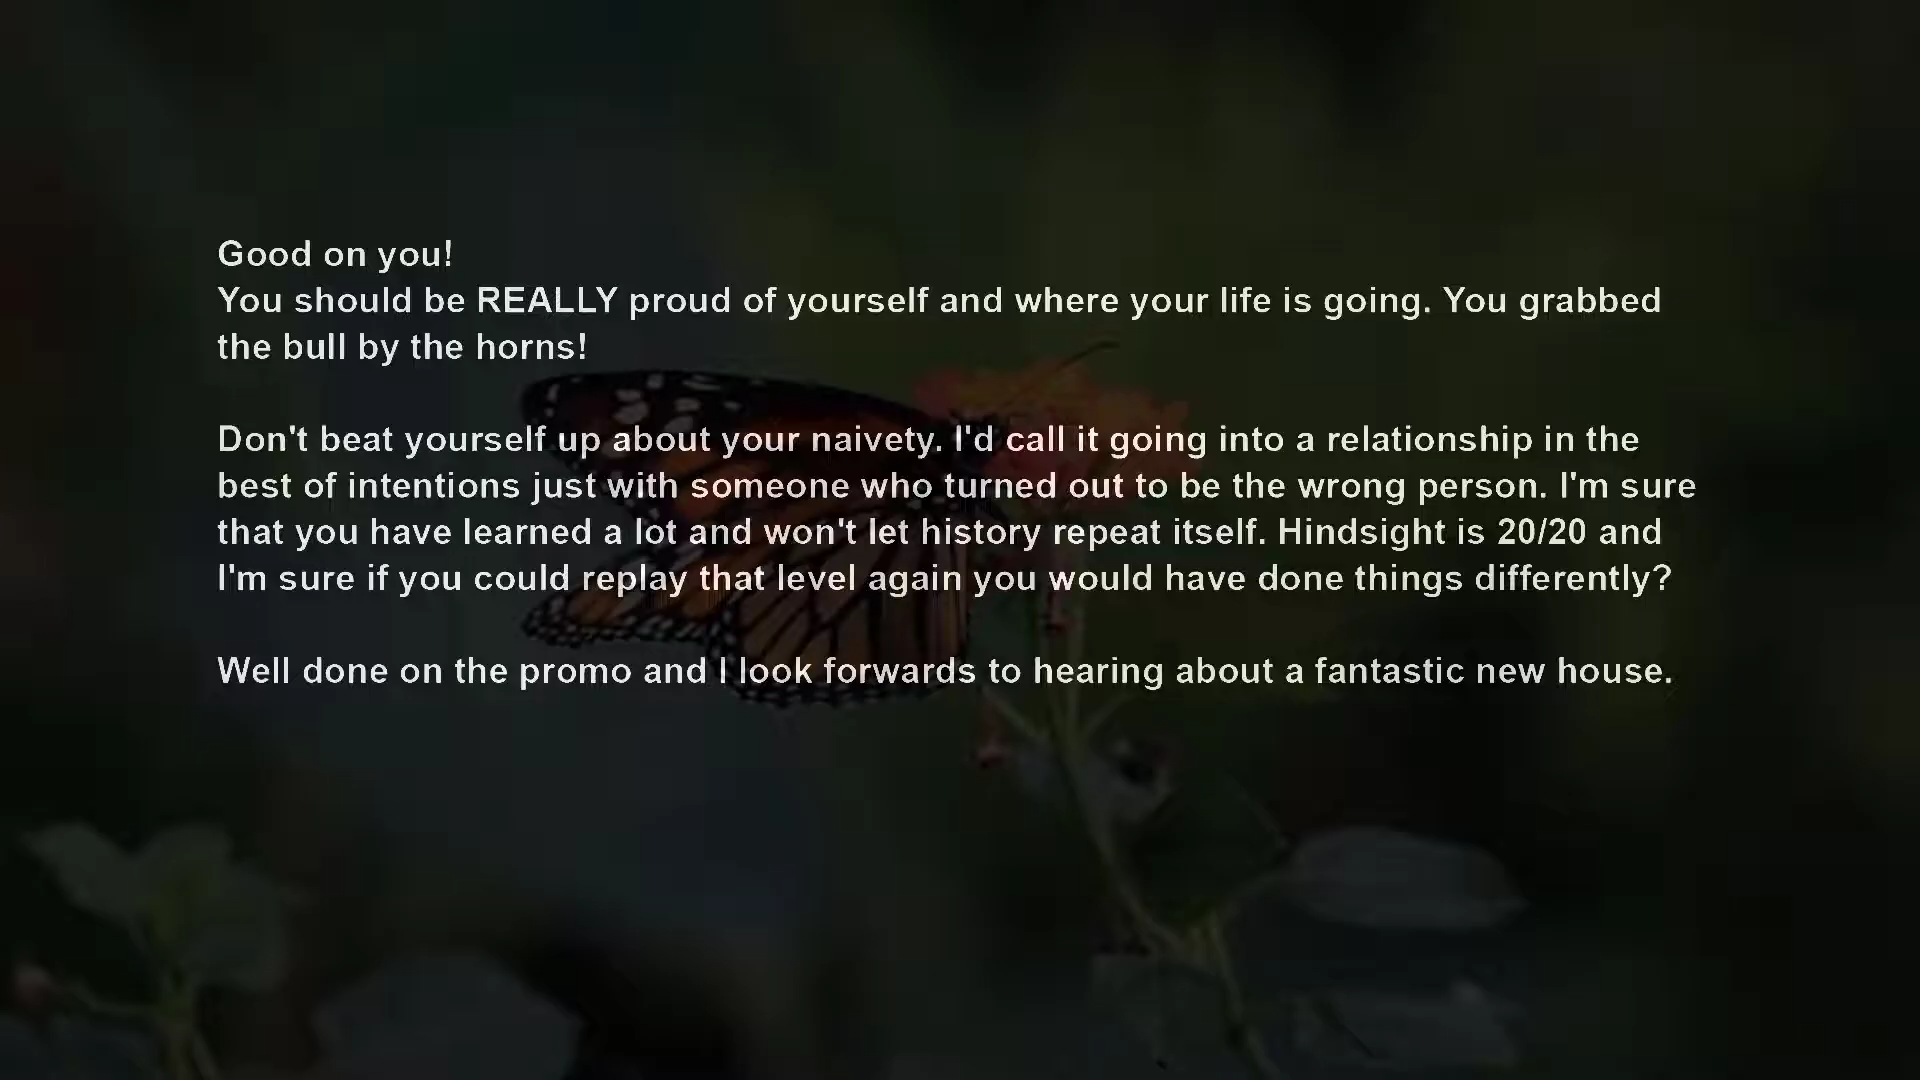 Good on you!
You should be REALLY proud of yourself and where your life is going. You grabbed
the bull by the horns!
Don't beat yourself up about your naivety. I'd call it going into a relationship in the
best of intentions just with someone who turned out to be the wrong person. I'm sure
that you have learned a lot and won't let history repeat itself. Hindsight is 20/20 and
I'm sure if you could replay that level again you would have done things differently?
Well done on the promo and I look forwards to hearing about a fantastic new house.